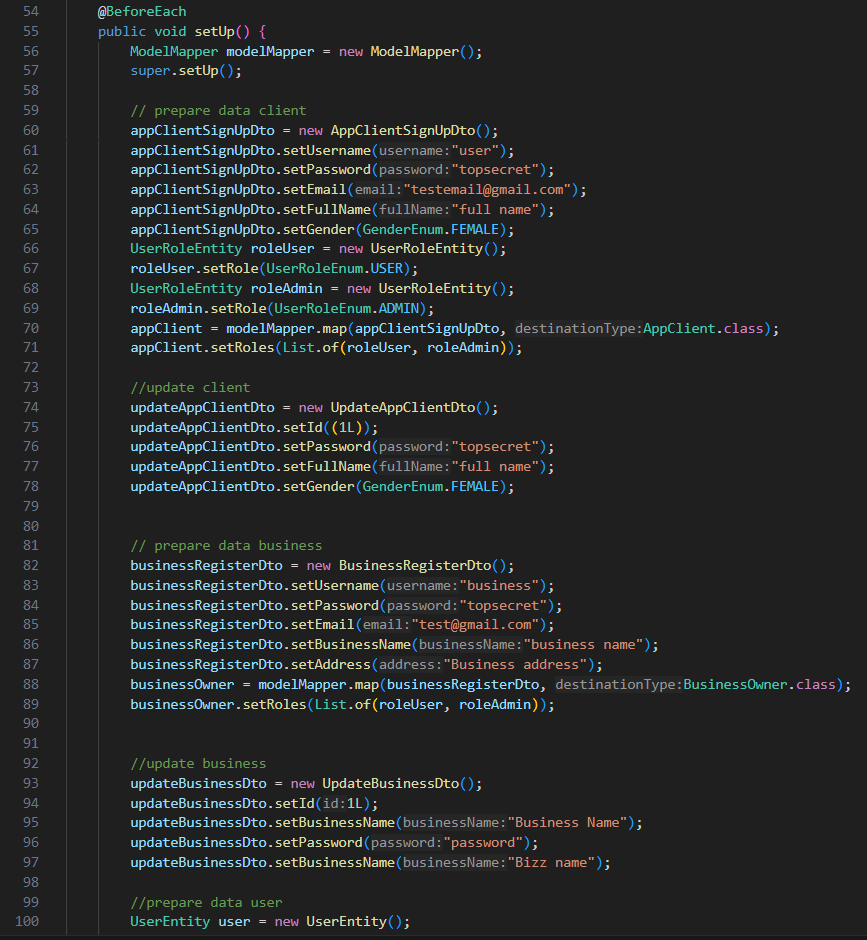 54 @BeforeEach
55 public void setUp() {
56 ModelMapper modelMapper = new ModelMapper();
57 super.setUp();
58
59 // prepare data client
60 appClientSignUpDto = new AppClientSignUpDto();
61 appClientSignUpDto.setUsername(username:"user");
62 appClientSignUpDto.setPassword(password:"topsecret");
63 appClientSignUpDto.setEmail(email:"testemail@gmail.com");
64 appClientSignUpDto.setFullName(fullName:"full name");
65 appClientSignUpDto.setGender(GenderEnum.FEMALE);
66 UserRoleEntity roleUser = new UserRoleEntity();
67 roleUser.setRole(UserRoleEnum.USER);
68 UserRoleEntity roleAdmin = new UserRoleEntity();
69 roleAdmin.setRole(UserRoleEnum.ADMIN);
70 appClient = modelMapper.map(appClientSignUpDto, destinationType:AppClient.class);
71 appClient.setRoles(List.of(roleUser, roleAdmin));
72
73 //update client
74 updateAppClientDto = new UpdateAppClientDto();
75 updateAppClientDto.setId((1L));
76 updateAppClientDto.setPassword(password:"topsecret");
77 updateAppClientDto.setFullName(fullName:"full name");
78 updateAppClientDto.setGender(GenderEnum.FEMALE);
79
80
81 // prepare data business
82 businessRegisterDto = new BusinessRegisterDto();
83 businessRegisterDto.setUsername(username:"business");
84 businessRegisterDto.setPassword(password:"topsecret");
85 businessRegisterDto.setEmail(email:"test@gmail.com");
86 businessRegisterDto.setBusinessName(businessName:"business name");
87 businessRegisterDto.setAddress(address:"Business address");
88 businessOwner = modelMapper.map(businessRegisterDto, destinationType:BusinessOwner.class);
89 businessOwner.setRoles(List.of(roleUser, roleAdmin));
90
91
92 //update business
93 updateBusinessDto = new UpdateBusinessDto();
94 updateBusinessDto.setId(id:1L);
95 updateBusinessDto.setBusinessName(businessName:"Business Name");
96 updateBusinessDto.setPassword(password:"password");
97 updateBusinessDto.setBusinessName(businessName:"Bizz name");
98
99 //prepare data user
100 UserEntity user = new UserEntity();